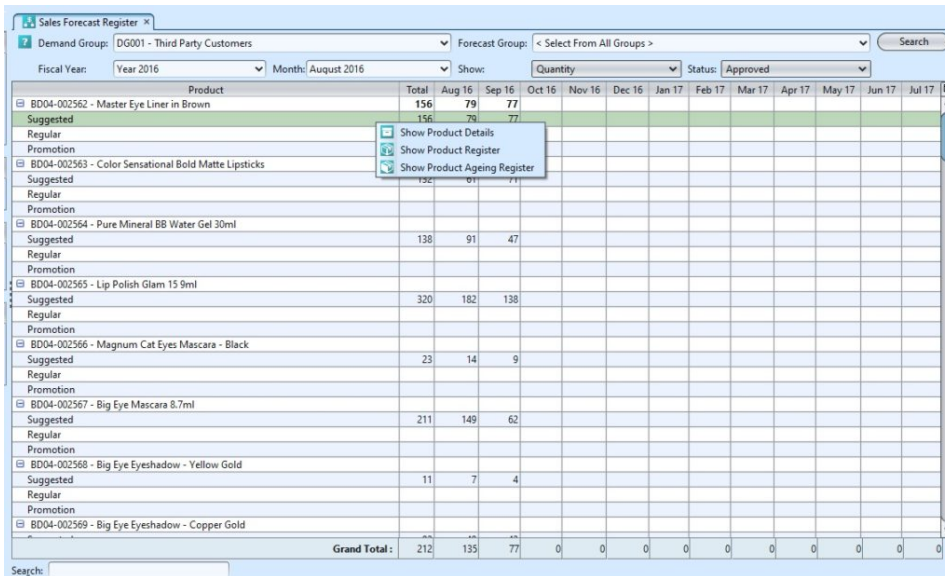 Sales Forecast Register ×
Demand Group: DG001 - Third Party Customers Forecast Group: < Select From All Groups > Search
Fiscal Year: Year 2016 Month: August 2016 Show: Quantity Status: Approved
Product Total Aug 16 Sep 16 Oct 16 Nov 16 Dec 16 Jan 17 Feb 17 Mar 17 Apr 17 May 17 Jun 17 Jul 17
BD04-002562 - Master Eye Liner in Brown 156 79 77
Suggested 156 79 77
Regular
Promotion
Show Product Details
Show Product Register
Show Product Ageing Register
BD04-002563 - Color Sensational Bold Matte Lipsticks
Suggested 132 61 71
Regular
Promotion
BD04-002564 - Pure Mineral BB Water Gel 30ml
Suggested 138 91 47
Regular
Promotion
BD04-002565 - Lip Polish Glam 15 9ml
Suggested 320 182 138
Regular
Promotion
BD04-002566 - Magnum Cat Eyes Mascara - Black
Suggested 23 14 9
Regular
Promotion
BD04-002567 - Big Eye Mascara 8.7ml
Suggested 211 149 62
Regular
Promotion
BD04-002568 - Big Eye Eyeshadow - Yellow Gold
Suggested 11 7 4
Regular
Promotion
BD04-002569 - Big Eye Eyeshadow - Copper Gold
Grand Total : 212 135 77 0 0 0 0 0 0 0 0 0 0
Search: